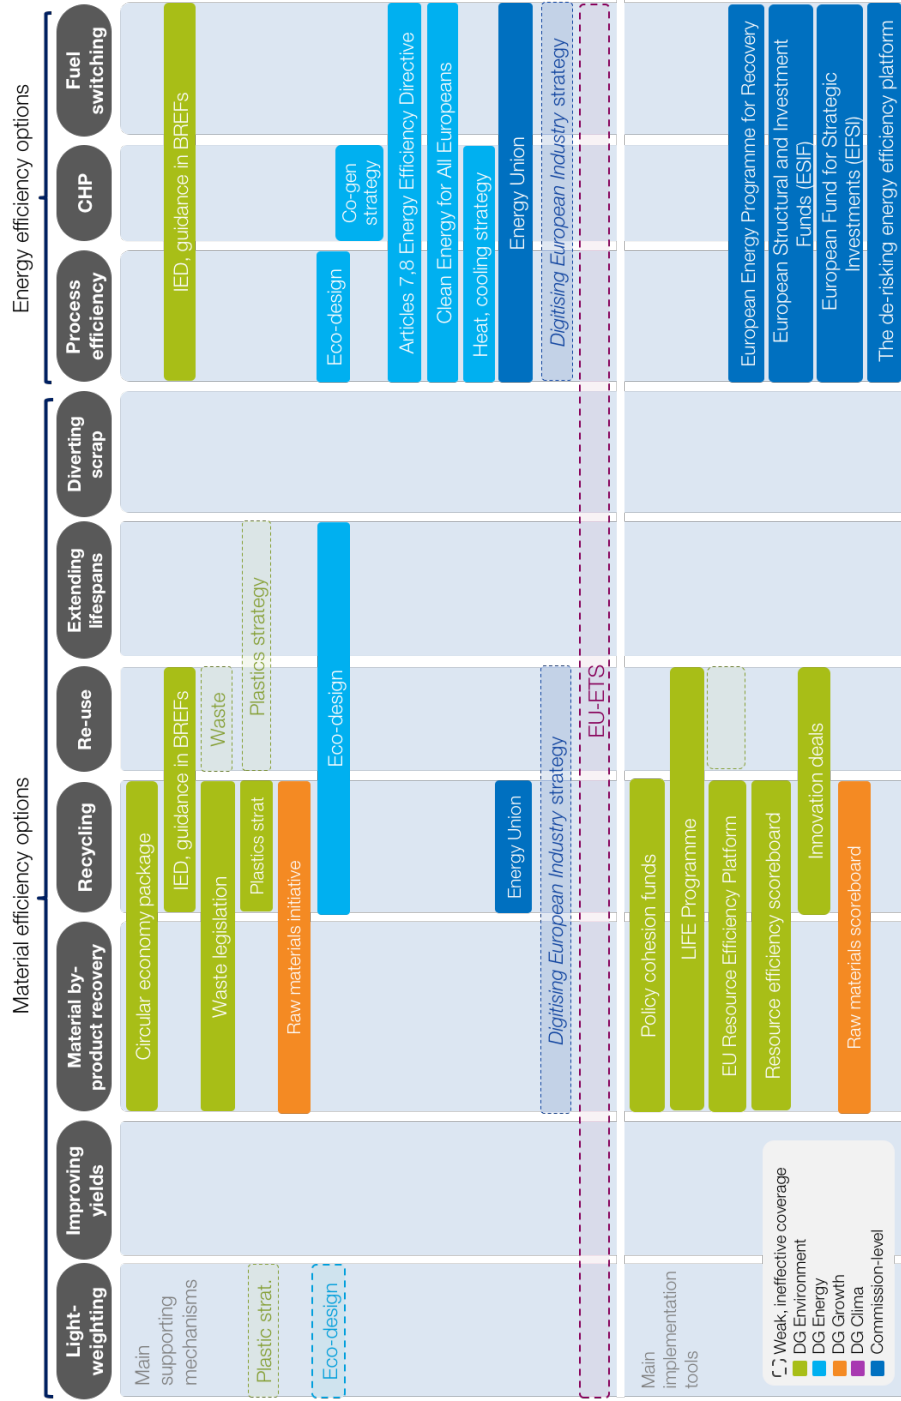 Material efficiency options
Energy efficiency options
Light-
weighting
Improving
yields
Material by-
product recovery
Recycling
Re-use
Extending
lifespans
Diverting
scrap
Process
efficiency
CHP
Fuel
switching
Main
supporting
mechanisms
Circular economy package
IED, guidance in BREFs
IED, guidance in BREFs
Waste legislation
Waste
Plastic strat.
Plastics strat
Plastics strategy
Raw materials initiative
Eco-design
Eco-design
Eco-design
Co-gen
strategy
Articles 7,8 Energy Efficiency Directive
Clean Energy for All Europeans
Heat, cooling strategy
Energy Union
Energy Union
Digitising European Industry strategy
Digitising European Industry strategy
EU-ETS
Main
implementation
tools
Policy cohesion funds
LIFE Programme
EU Resource Efficiency Platform
Resource efficiency scoreboard
Innovation deals
Raw materials scoreboard
European Energy Programme for Recovery
European Structural and Investment
Funds (ESIF)
European Fund for Strategic
Investments (EFSI)
The de-risking energy efficiency platform
Weak, ineffective coverage
DG Environment
DG Energy
DG Growth
DG Clima
Commission-level